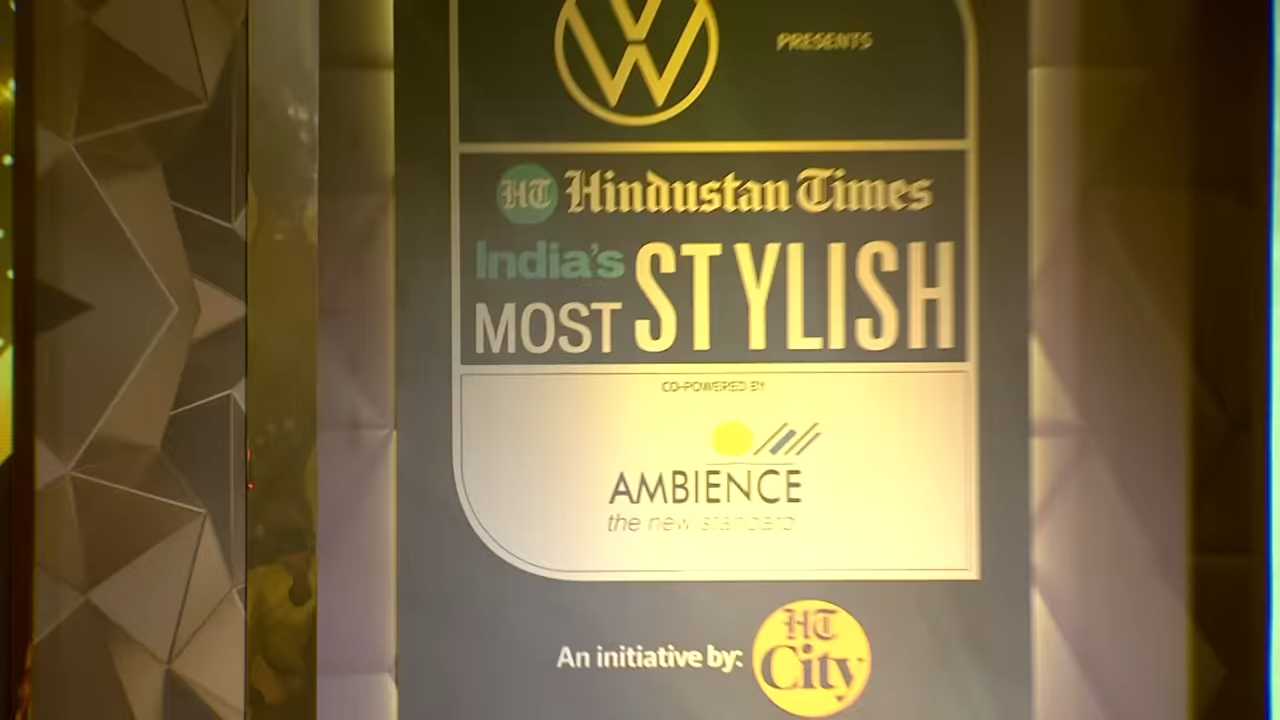 PRESENTS
HT Hindustan Times
India's
MOST STYLISH
CO-POWERED BY
AMBIENCE
the new standard
An initiative by:
HT
City